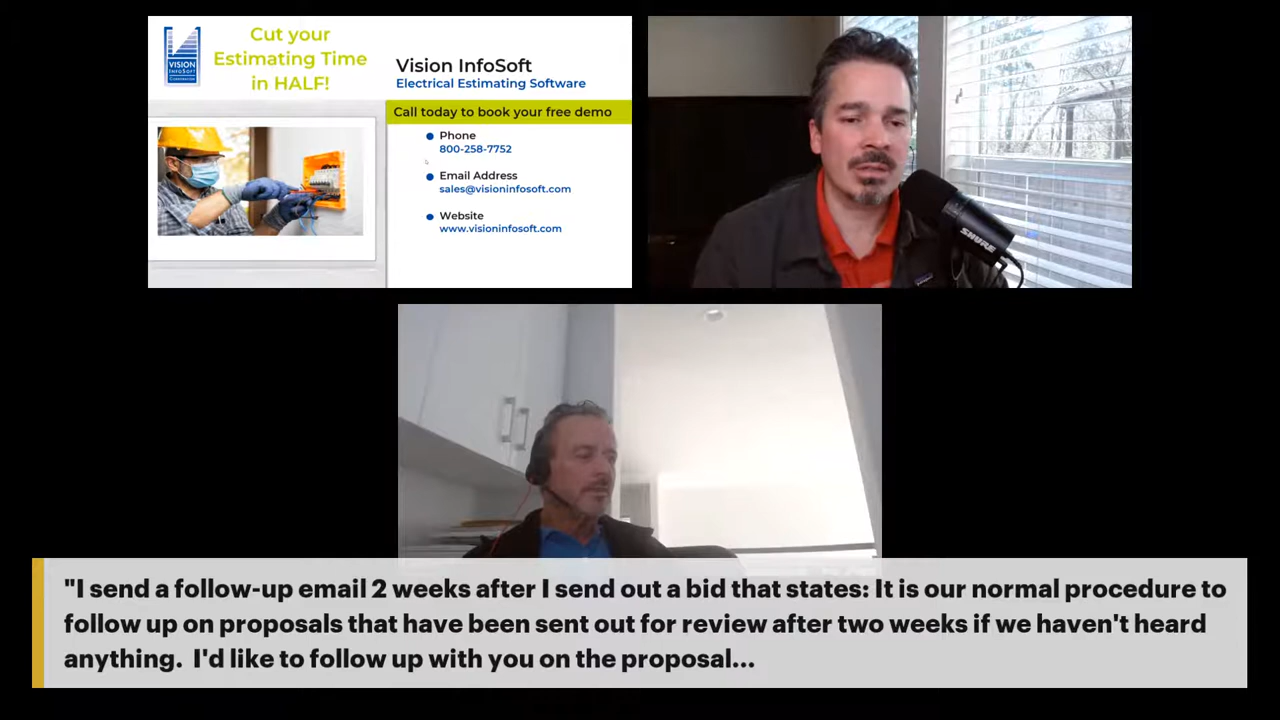 Cut your
Estimating Time
in HALF!
VISION
INFOSOFT
CORPORATION
Vision InfoSoft
Electrical Estimating Software
Call today to book your free demo
Phone
800-258-7752
Email Address
sales@visioninfosoft.com
Website
www.visioninfosoft.com
SHURE
"I send a follow-up email 2 weeks after I send out a bid that states: It is our normal procedure to
follow up on proposals that have been sent out for review after two weeks if we haven't heard
anything. I'd like to follow up with you on the proposal...